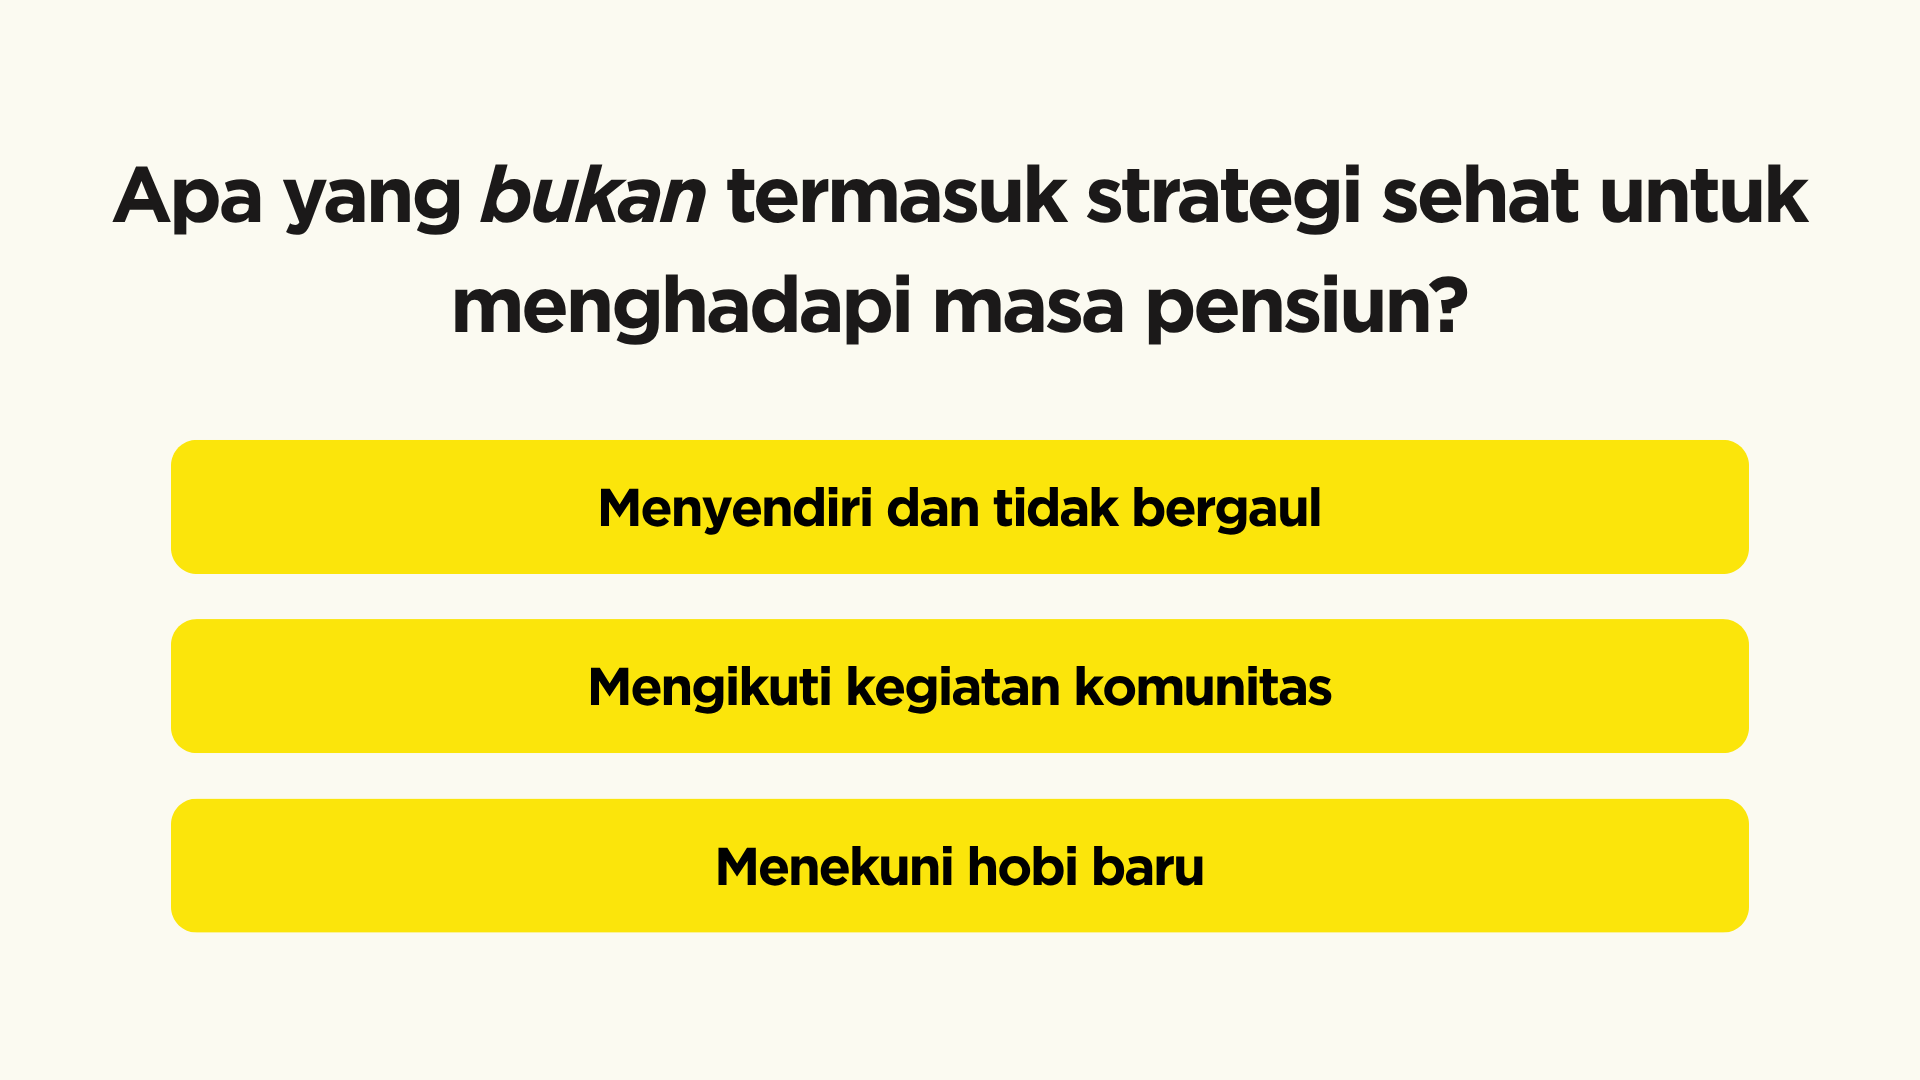 Apa yang bukan termasuk strategi sehat untuk
menghadapi masa pensiun?
Menyendiri dan tidak bergaul
Mengikuti kegiatan komunitas
Menekuni hobi baru